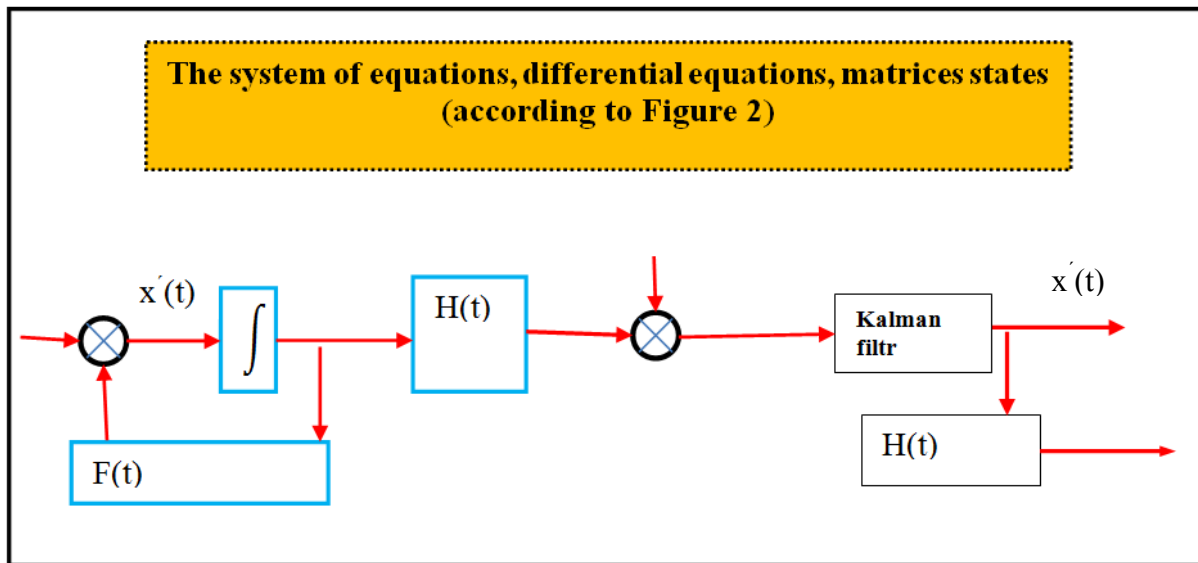 The system of equations, differential equations, matrices states
(according to Figure 2)
x´(t)
∫
H(t)
Kalman
filtr
x´(t)
F(t)
H(t)